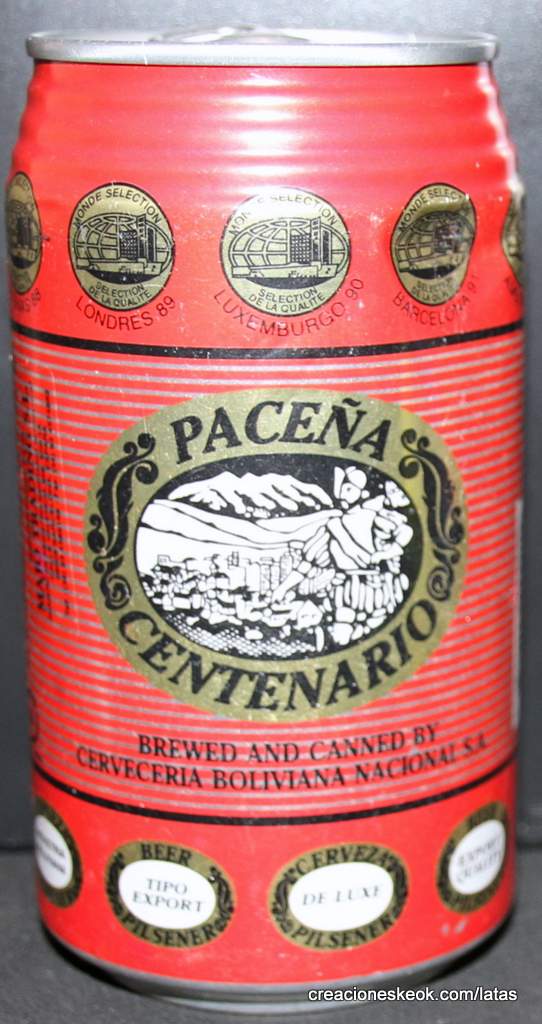 MONDE SELECTION
SELECTION
DE LA QUALITE
LONDRES 89
MONDE SELECTION
SELECTION
DE LA QUALITE
LUXEMBURGO 90
MONDE SELECTION
SELECTION
DE LA QUALITE
BARCELONA 91
PACEÑA
CENTENARIO
BREWED AND CANNED BY
CERVECERIA BOLIVIANA NACIONAL S.A.
BEER
TIPO
EXPORT
PILSENER
CERVEZA
DE LUXE
PILSENER
EXPORT
QUALITY
creacioneskeok.com/latas